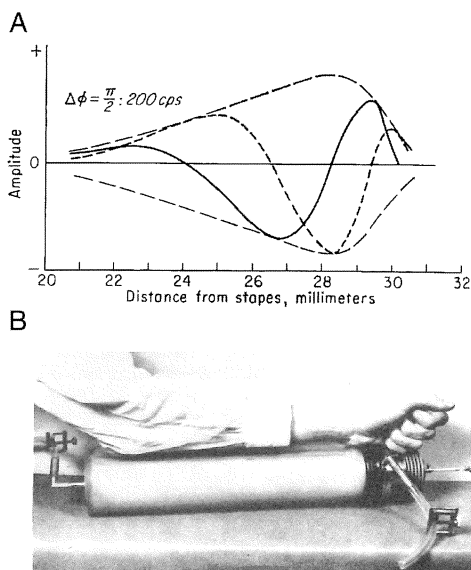 A
+
Δϕ = π/2 : 200 cps
Amplitude
0
–
20 22 24 26 28 30 32
Distance from stapes, millimeters
B